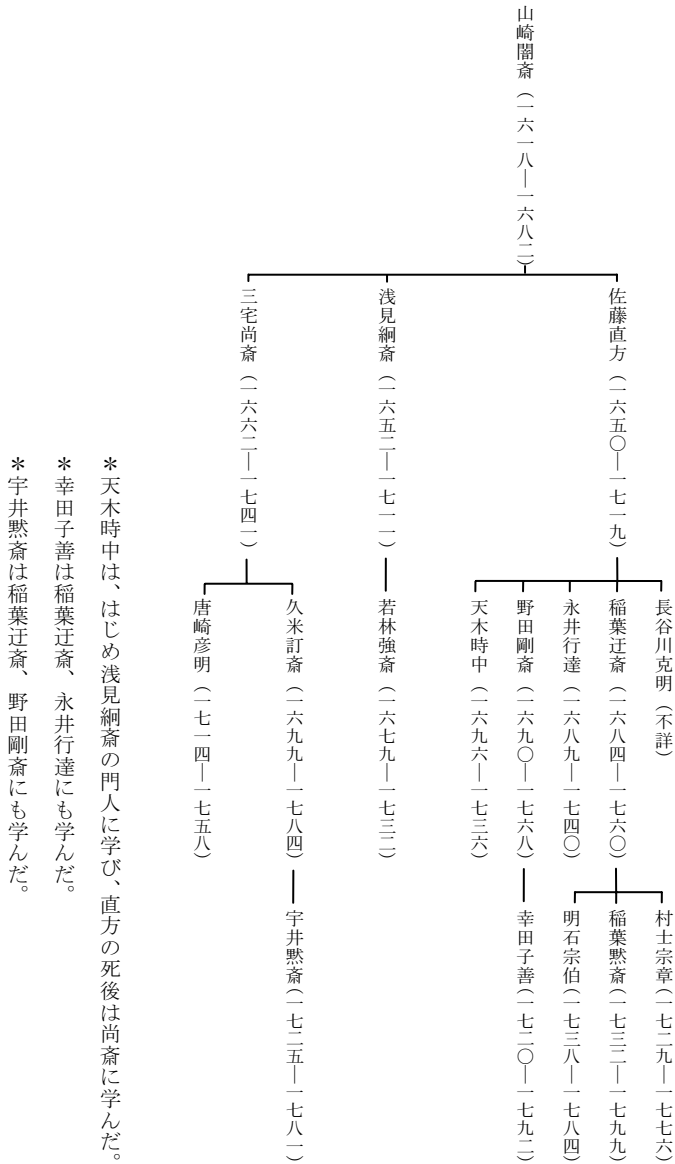 山崎闇斎（一六一八―一六八二）
佐藤直方（一六五〇―一七一九）
長谷川克明（不詳）
稲葉迂斎（一六八四―一七六〇）
村士宗章（一七二九―一七七六）
稲葉黙斎（一七三二―一七九九）
明石宗伯（一七三八―一七八四）
永井行達（一六八九―一七四〇）
野田剛斎（一六九〇―一七六八）
幸田子善（一七二〇―一七九二）
天木時中（一六九六―一七三六）
浅見絅斎（一六五二―一七一一）
若林強斎（一六七九―一七三二）
三宅尚斎（一六六二―一七四一）
久米訂斎（一六九九―一七八四）
宇井黙斎（一七二五―一七八一）
唐崎彦明（一七一四―一七五八）
＊天木時中は、はじめ浅見絅斎の門人に学び、直方の死後は尚斎に学んだ。
＊幸田子善は稲葉迂斎、永井行達にも学んだ。
＊宇井黙斎は稲葉迂斎、野田剛斎にも学んだ。